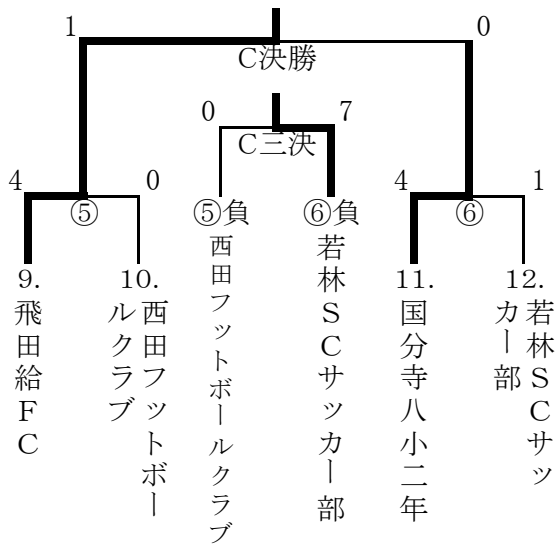 1
0
C決勝
0
7
C三決
4
0
⑤
⑤負
⑥負
4
1
⑥
9.
飛田給FC
10.
西田フットボー
ルクラブ
西田フットボールクラブ
若林SCサッカー部
11.
国分寺八小二年
12.
若林SCサッ
カー部